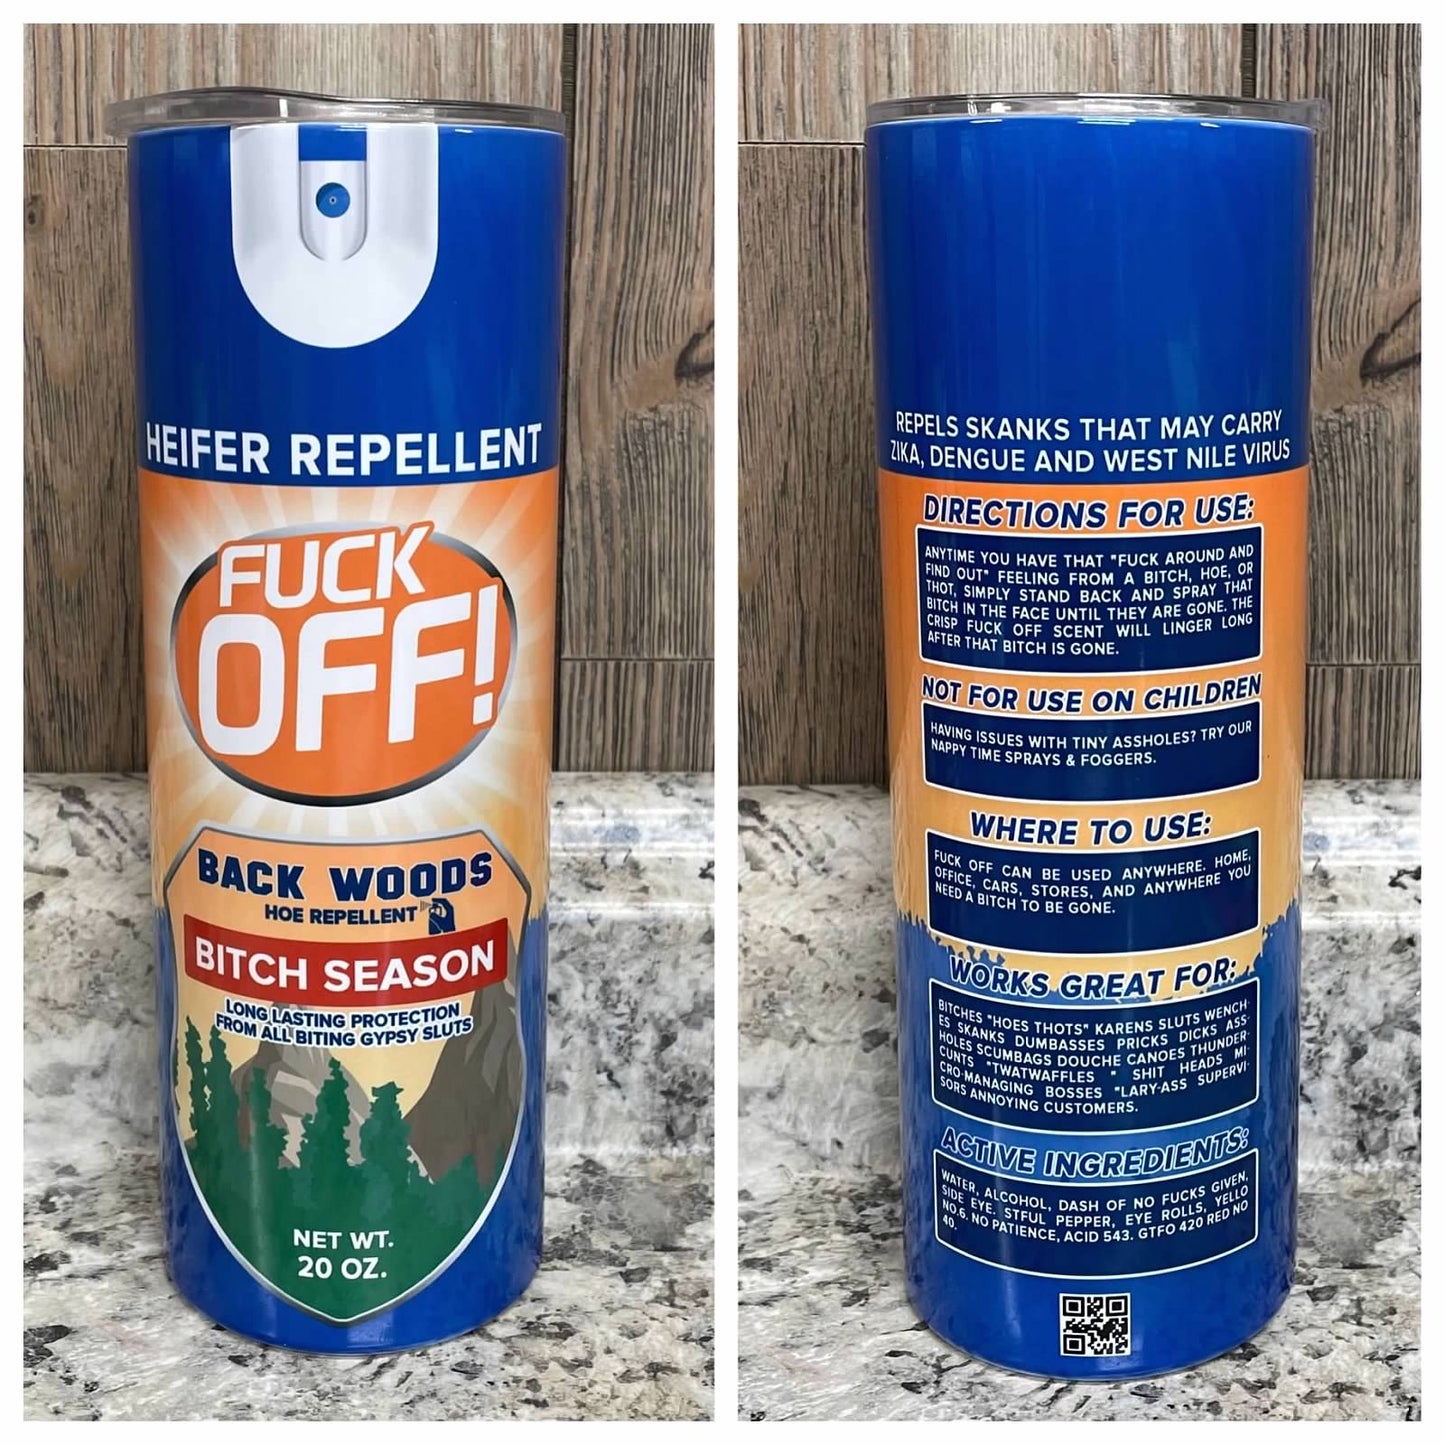 HEIFER REPELLENT
FUCK
OFF!
BACK WOODS
HOE REPELLENT
BITCH SEASON
LONG LASTING PROTECTION
FROM ALL BITING GYPSY SLUTS
NET WT.
20 OZ.
REPELS SKANKS THAT MAY CARRY
ZIKA, DENGUE AND WEST NILE VIRUS
DIRECTIONS FOR USE:
ANYTIME YOU HAVE THAT "FUCK AROUND AND
FIND OUT" FEELING FROM A BITCH, HOE, OR
THOT, SIMPLY STAND BACK AND SPRAY THAT
BITCH IN THE FACE UNTIL THEY ARE GONE. THE
CRISP FUCK OFF SCENT WILL LINGER LONG
AFTER THAT BITCH IS GONE.
NOT FOR USE ON CHILDREN
HAVING ISSUES WITH TINY ASSHOLES? TRY OUR
NAPPY TIME SPRAYS & FOGGERS.
WHERE TO USE:
FUCK OFF CAN BE USED ANYWHERE. HOME,
OFFICE, CARS, STORES, AND ANYWHERE YOU
NEED A BITCH TO BE GONE.
WORKS GREAT FOR:
BITCHES "HOES THOTS" KARENS SLUTS WENCH-
ES SKANKS DUMBASSES PRICKS DICKS ASS-
HOLES SCUMBAGS DOUCHE CANOES THUNDER-
CUNTS "TWATWAFFLES " SHIT HEADS MI-
CRO-MANAGING BOSSES "LARY-ASS SUPERVI-
SORS ANNOYING CUSTOMERS.
ACTIVE INGREDIENTS:
WATER, ALCOHOL, DASH OF NO FUCKS GIVEN,
SIDE EYE. STFUL PEPPER, EYE ROLLS, YELLO
NO.6. NO PATIENCE, ACID 543. GTFO 420 RED NO
40.